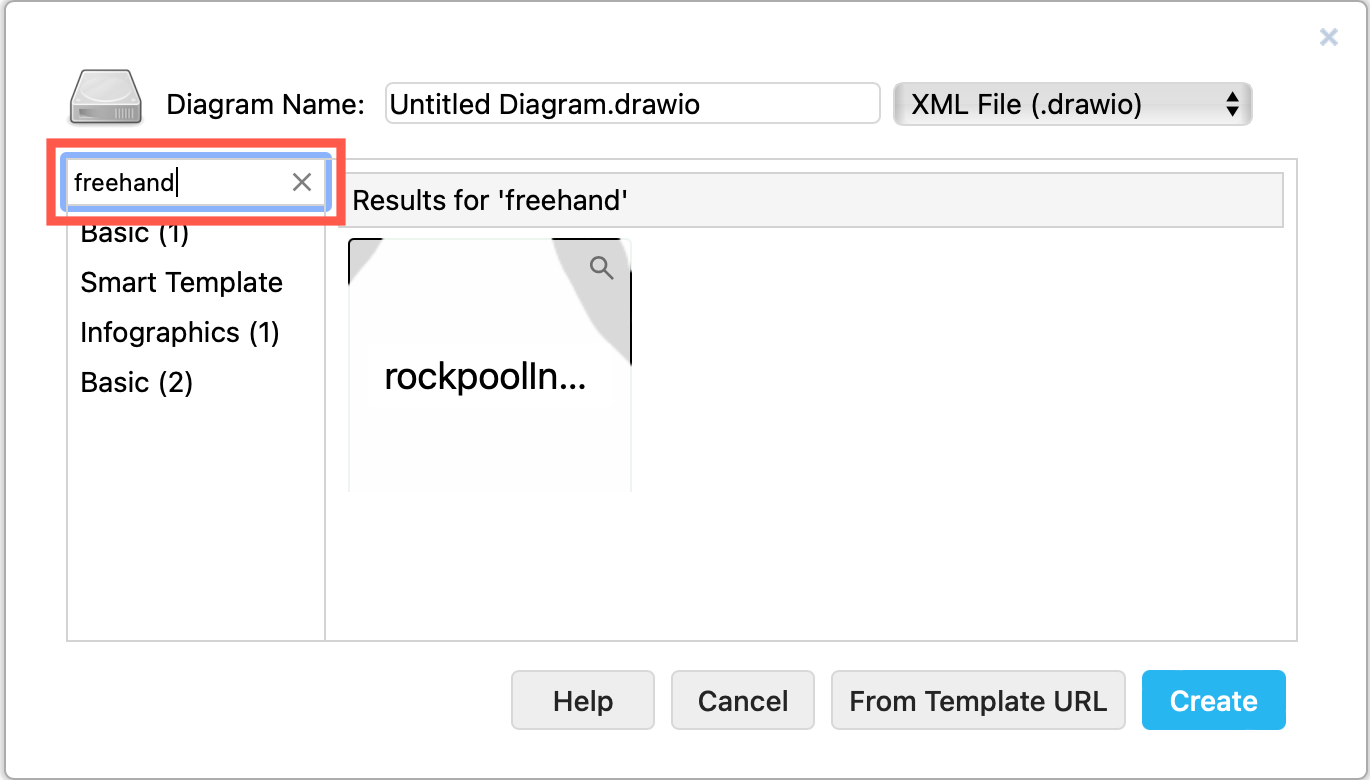 Diagram Name: Untitled Diagram.drawio XML File (.drawio)
freehand
Results for 'freehand'
Basic (1)
Smart Template
Infographics (1)
Basic (2)
rockpoolIn...
Help Cancel From Template URL Create